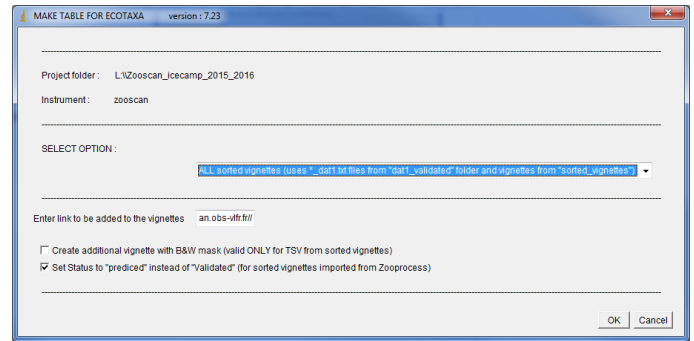 MAKE TABLE FOR ECOTAXA version : 7.23
Project folder : L:\\Zooscan_icecamp_2015_2016
Instrument : zooscan
SELECT OPTION :
ALL sorted vignettes (uses *_dat1.txt files from "dat1_validated" folder and vignettes from "sorted_vignettes")
Enter link to be added to the vignettes an.obs-vlfr.fr//
Create additional vignette with B&W mask (valid ONLY for TSV from sorted vignettes)
Set Status to "prediced" instead of "Validated" (for sorted vignettes imported from Zooprocess)
OK Cancel